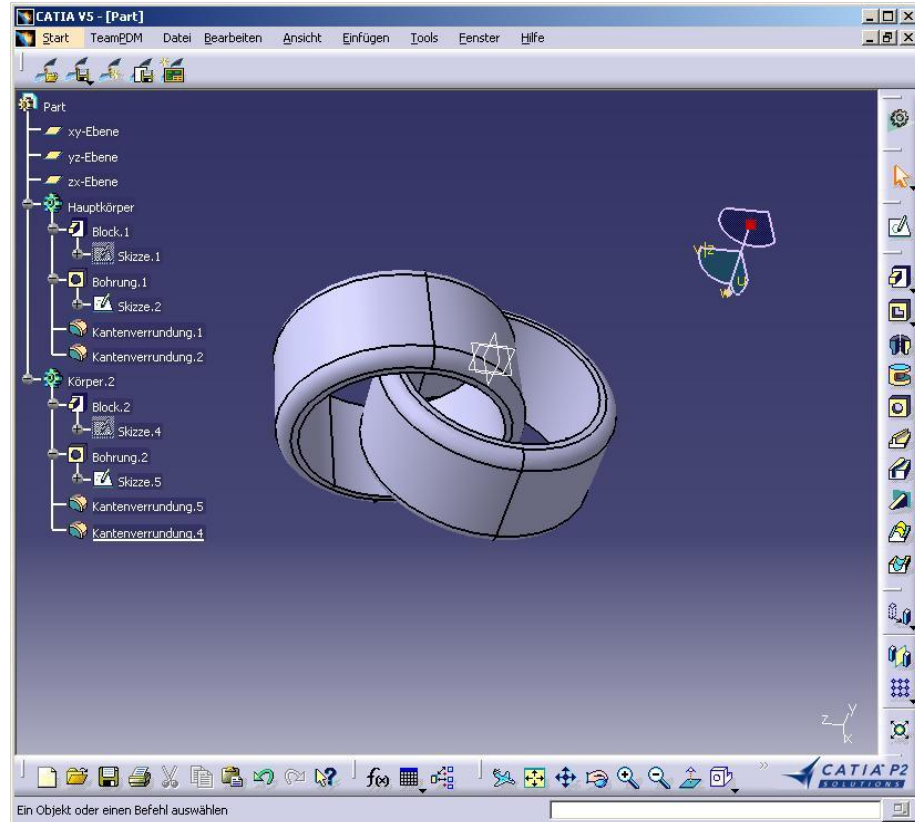 CATIA V5 - [Part]
Start TeamPDM Datei Bearbeiten Ansicht Einfügen Tools Fenster Hilfe
Part
xy-Ebene
yz-Ebene
zx-Ebene
Hauptkörper
Block.1
Skizze.1
Bohrung.1
Skizze.2
Kantenverrundung.1
Kantenverrundung.2
Körper.2
Block.2
Skizze.4
Bohrung.2
Skizze.5
Kantenverrundung.5
Kantenverrundung.4
z y x
f(x)
CATIA P2
SOLUTIONS
Ein Objekt oder einen Befehl auswählen